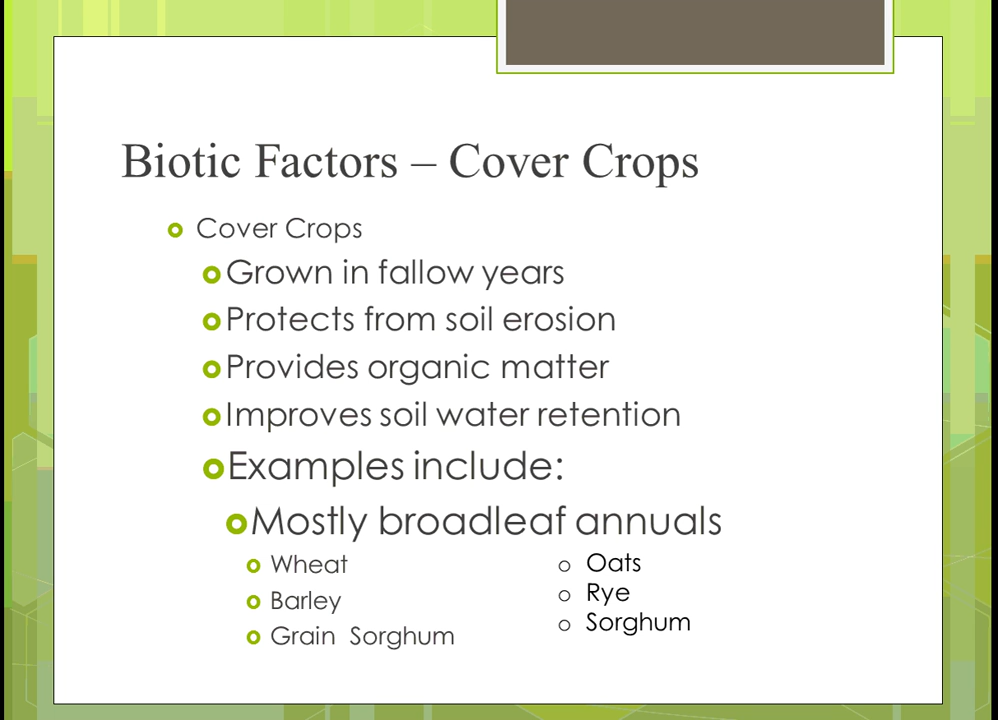 Biotic Factors – Cover Crops
Cover Crops
Grown in fallow years
Protects from soil erosion
Provides organic matter
Improves soil water retention
Examples include:
Mostly broadleaf annuals
Wheat
Barley
Grain Sorghum
Oats
Rye
Sorghum